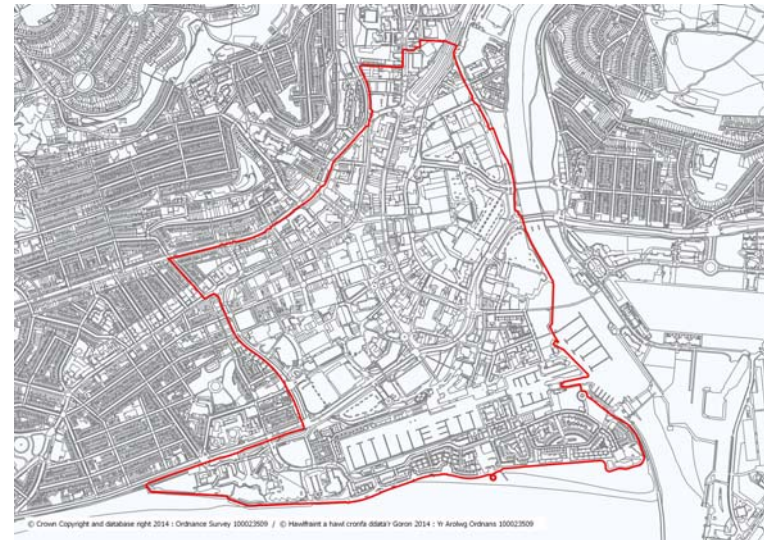 © Crown Copyright and database right 2014 : Ordnance Survey 100023509 / © Hawlfraint a hawl cronfa ddata'r Goron 2014 : Yr Arolwg Ordnans 100023509